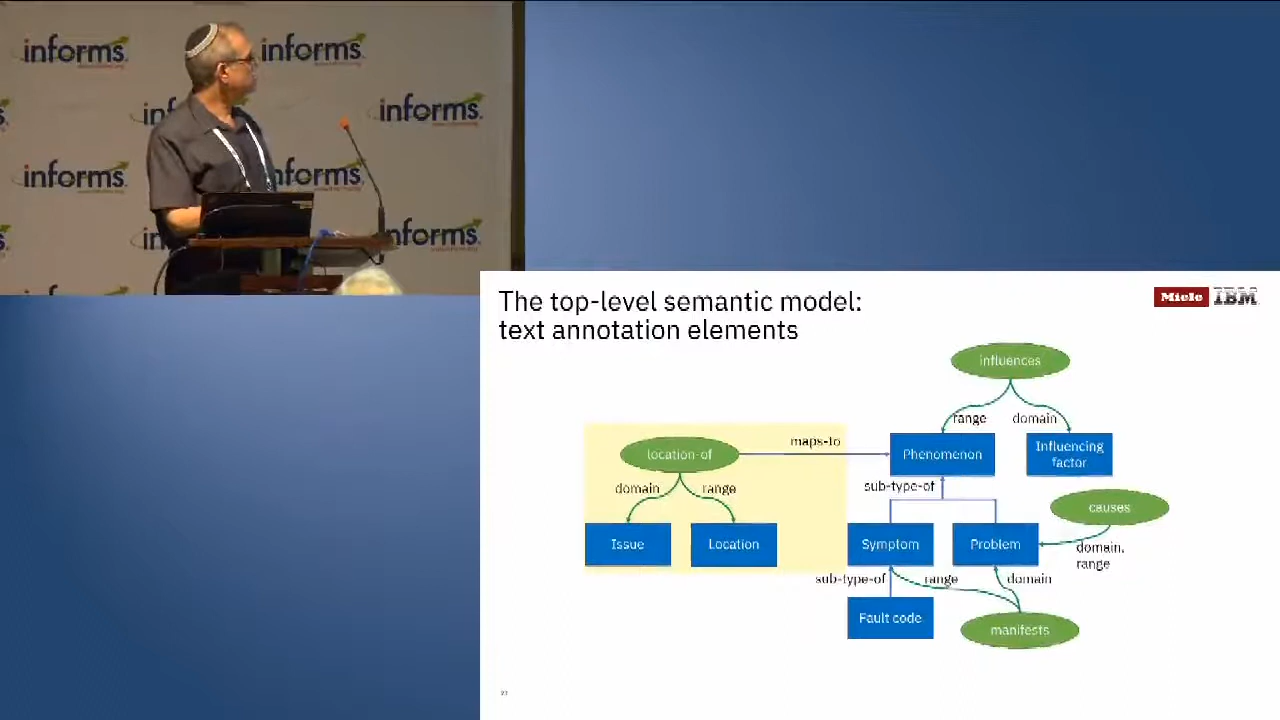 informs
informs
informs
informs
nforms
nforms
The top-level semantic model:
text annotation elements
Miele IBM
influences
range domain
Phenomenon
Influencing
factor
location-of
maps-to
domain range
Issue
Location
sub-type-of
Symptom
Problem
causes
domain,
range
sub-type-of
range
domain
Fault code
manifests